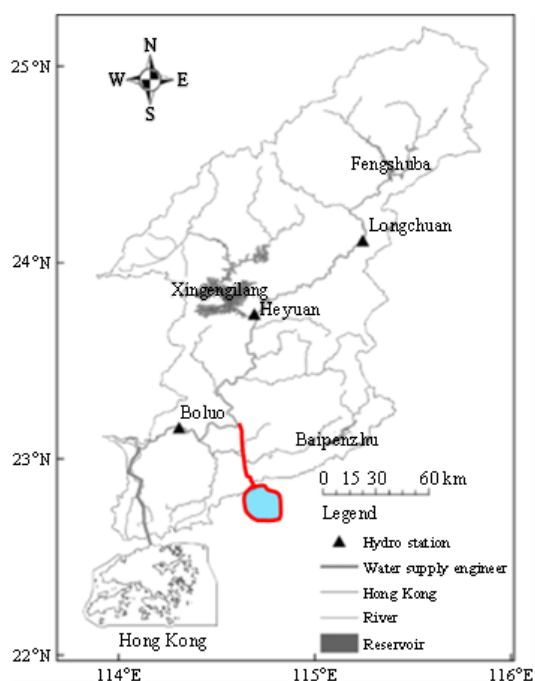 25°N
24°N
23°N
22°N
N
W E
S
Fengshuba
Longchuan
Xingengilang
Heyuan
Boluo
Baipenzhu
0 15 30 60 km
Legend
Hydro station
Water supply engineer
Hong Kong
River
Reservoir
Hong Kong
114°E
115°E
116°E